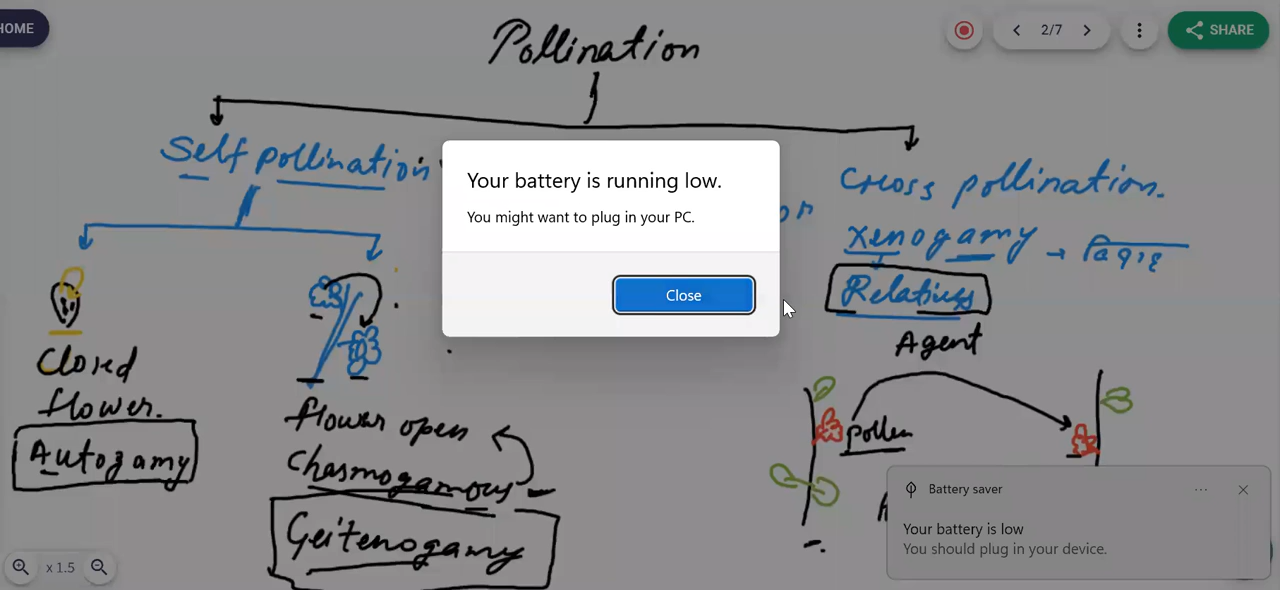 HOME
2/7
SHARE
Pollination
Self pollination
Cross pollination.
or
xenogamy →
Your battery is running low.
You might want to plug in your PC.
Close
Relatives
Agent
Closed
flower.
Autogamy
flower open
Chasmogamous
Geitenogamy
pollen
Battery saver
Your battery is low
You should plug in your device.
x 1.5